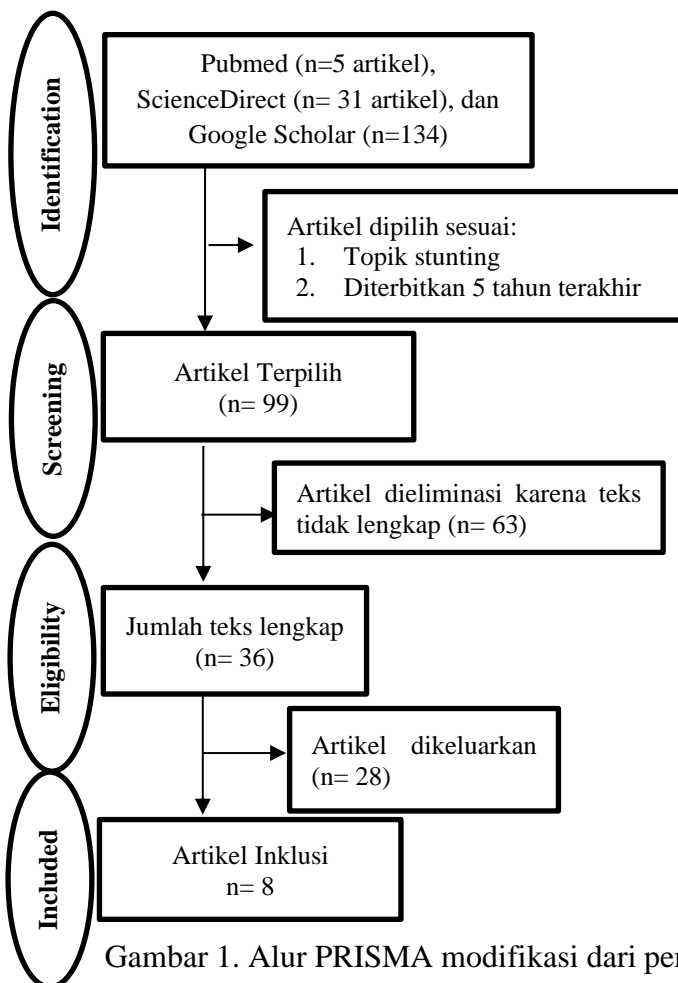 Identification
Pubmed (n=5 artikel),
ScienceDirect (n= 31 artikel), dan
Google Scholar (n=134)
Artikel dipilih sesuai:
1. Topik stunting
2. Diterbitkan 5 tahun terakhir
Screening
Artikel Terpilih
(n= 99)
Artikel dieliminasi karena teks
tidak lengkap (n= 63)
Eligibility
Jumlah teks lengkap
(n= 36)
Artikel dikeluarkan
(n= 28)
Included
Artikel Inklusi
n= 8
Gambar 1. Alur PRISMA modifikasi dari